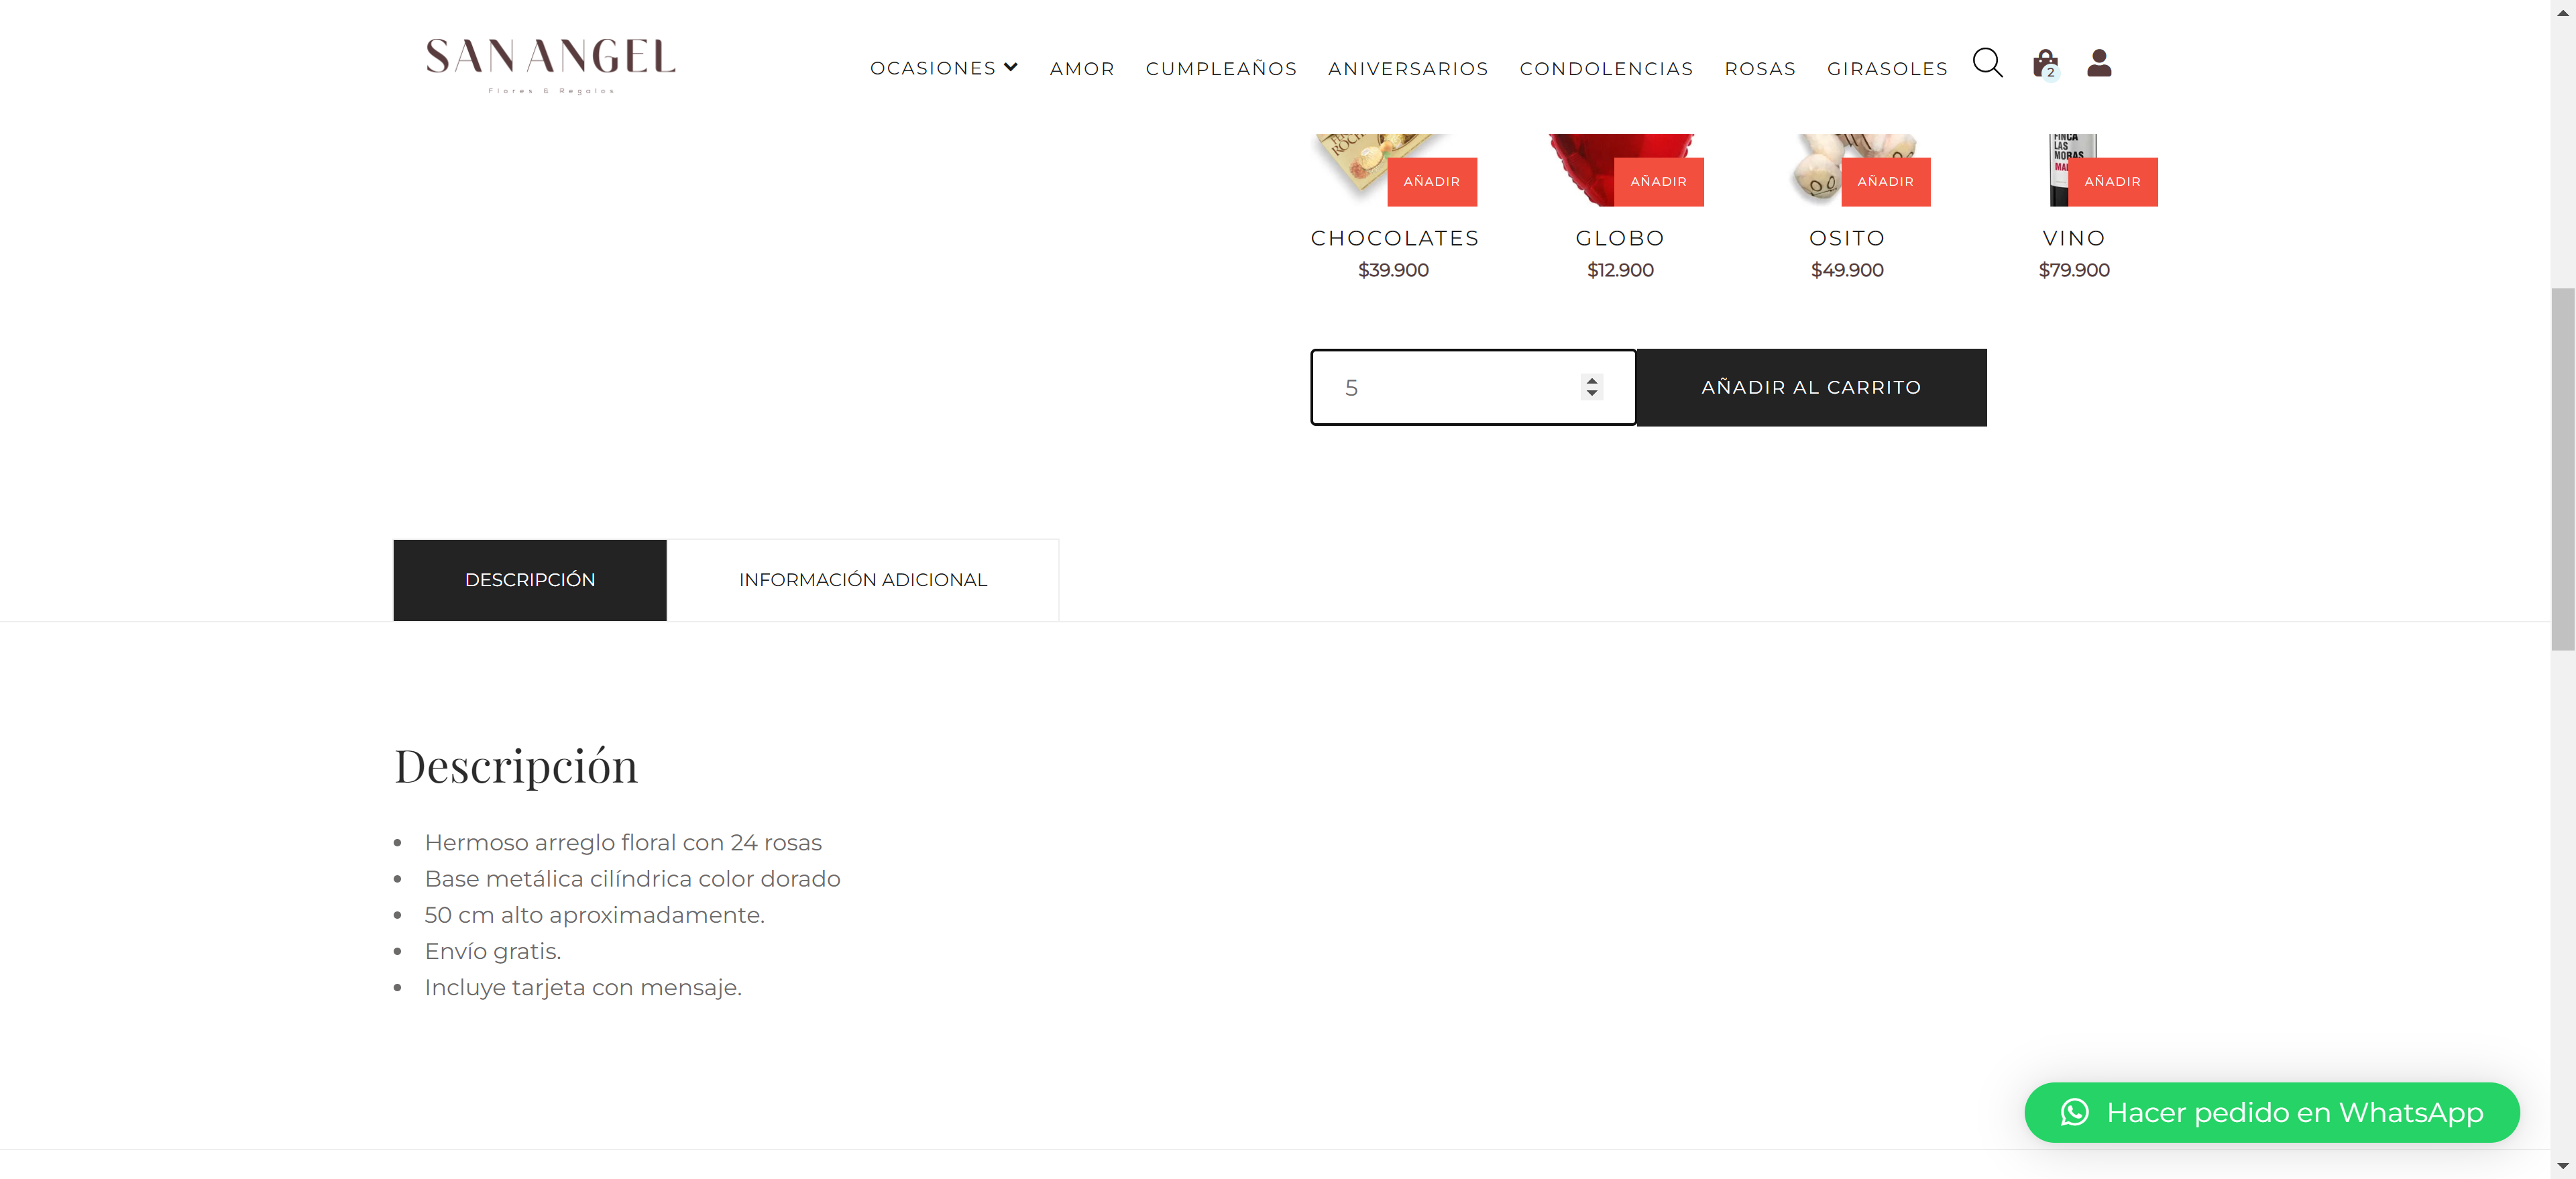 SAN ANGEL
Flores & Regalos
OCASIONES AMOR CUMPLEAÑOS ANIVERSARIOS CONDOLENCIAS ROSAS GIRASOLES
2
FINCA
LAS
MORAS
AÑADIR AÑADIR AÑADIR AÑADIR
CHOCOLATES GLOBO OSITO VINO
$39.900 $12.900 $49.900 $79.900
5
AÑADIR AL CARRITO
DESCRIPCIÓN INFORMACIÓN ADICIONAL
Descripción
• Hermoso arreglo floral con 24 rosas
• Base metálica cilíndrica color dorado
• 50 cm alto aproximadamente.
• Envío gratis.
• Incluye tarjeta con mensaje.
Hacer pedido en WhatsApp